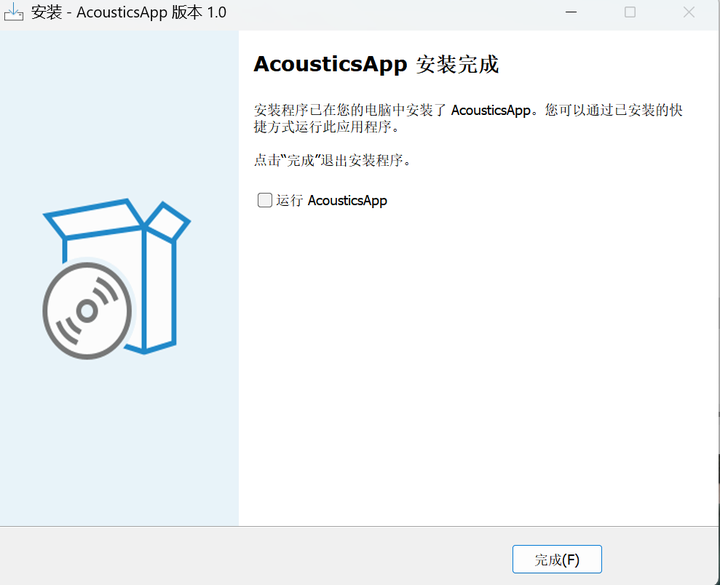 安装 - AcousticsApp 版本 1.0
AcousticsApp 安装完成
安装程序已在您的电脑中安装了 AcousticsApp。您可以通过已安装的快
捷方式运行此应用程序。
点击“完成”退出安装程序。
运行 AcousticsApp
完成(F)